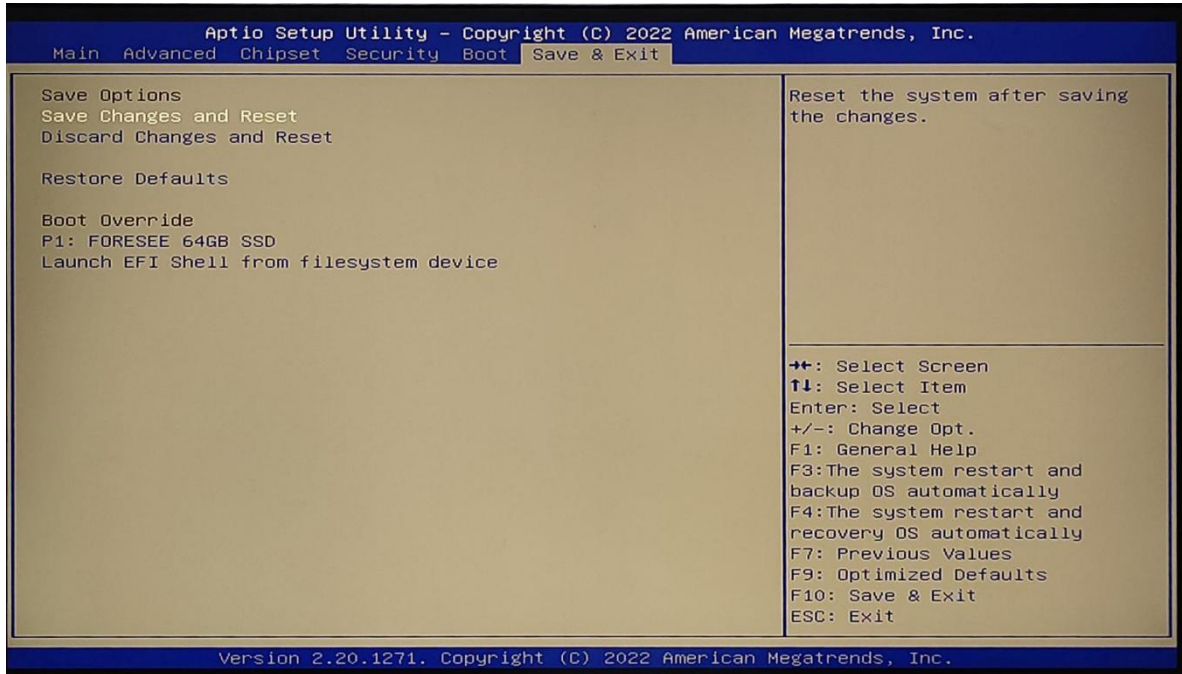 Aptio Setup Utility – Copyright (C) 2022 American Megatrends, Inc.
Main Advanced Chipset Security Boot Save & Exit
Save Options
Save Changes and Reset
Discard Changes and Reset
Restore Defaults
Boot Override
P1: FORESEE 64GB SSD
Launch EFI Shell from filesystem device
Reset the system after saving
the changes.
→←: Select Screen
↑↓: Select Item
Enter: Select
+/-: Change Opt.
F1: General Help
F3:The system restart and
backup OS automatically
F4:The system restart and
recovery OS automatically
F7: Previous Values
F9: Optimized Defaults
F10: Save & Exit
ESC: Exit
Version 2.20.1271. Copyright (C) 2022 American Megatrends, Inc.